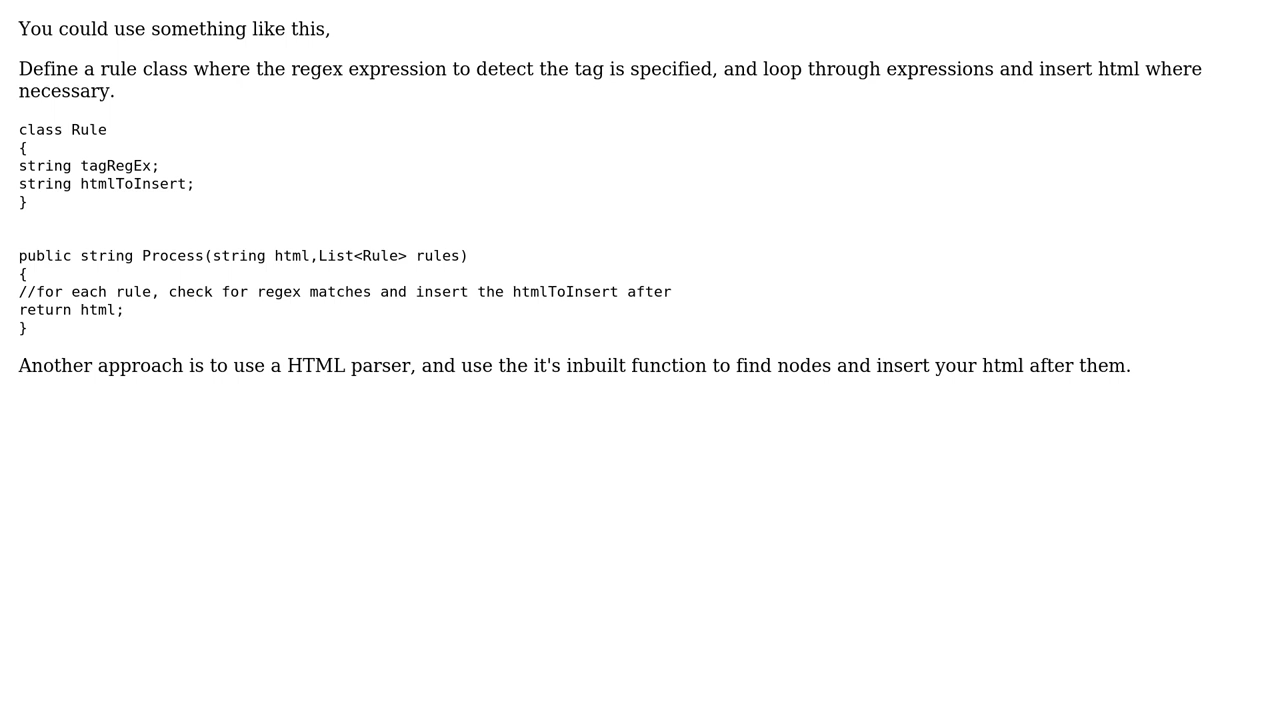 You could use something like this,
Define a rule class where the regex expression to detect the tag is specified, and loop through expressions and insert html where
necessary.
class Rule
{
string tagRegEx;
string htmlToInsert;
}
public string Process(string html,List<Rule> rules)
{
//for each rule, check for regex matches and insert the htmlToInsert after
return html;
}
Another approach is to use a HTML parser, and use the it's inbuilt function to find nodes and insert your html after them.